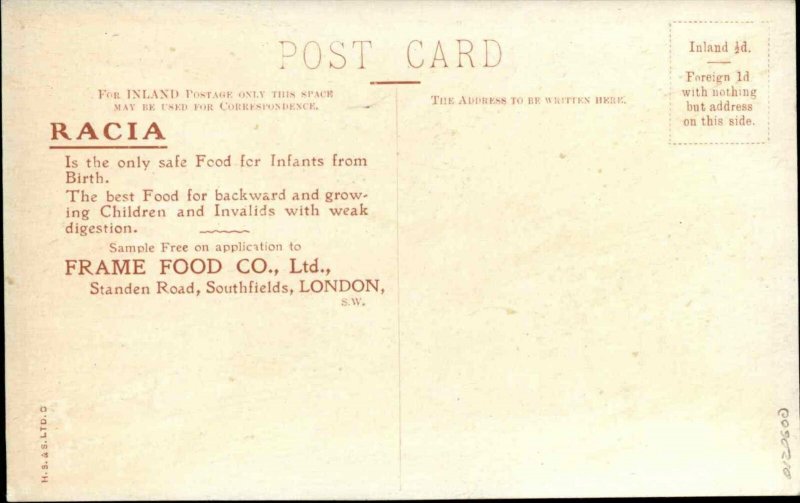 POST CARD
FOR INLAND POSTAGE ONLY THIS SPACE
MAY BE USED FOR CORRESPONDENCE.
THE ADDRESS TO BE WRITTEN HERE.
Inland ½d.
Foreign 1d
with nothing
but address
on this side.
RACIA
Is the only safe Food for Infants from
Birth.
The best Food for backward and grow-
ing Children and Invalids with weak
digestion.
Sample Free on application to
FRAME FOOD CO., Ltd.,
Standen Road, Southfields, LONDON,
S.W.
H. S. & S. LTD. C